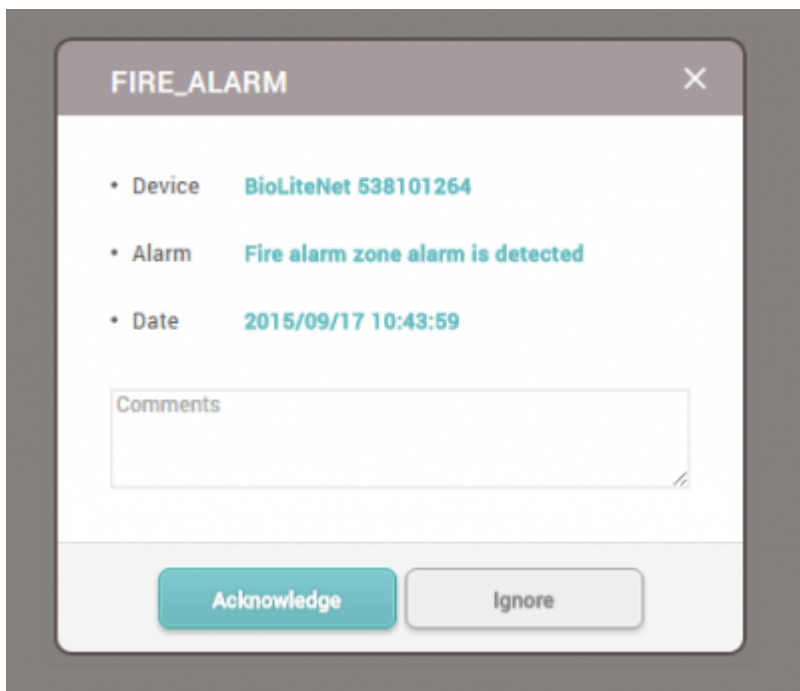 FIRE_ALARM
• Device BioLiteNet 538101264
• Alarm Fire alarm zone alarm is detected
• Date 2015/09/17 10:43:59
Comments
Acknowledge Ignore